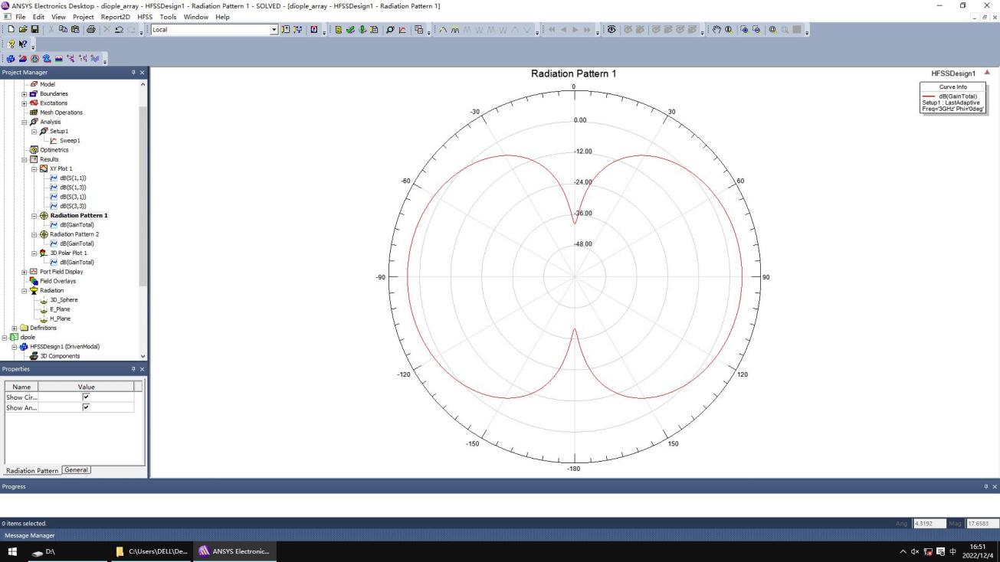 ANSYS Electronics Desktop - diople_array - HFSSDesign1 - Radiation Pattern 1 - SOLVED - [diople_array - HFSSDesign1 - Radiation Pattern 1]
File Edit View Project Report2D HFSS Tools Window Help
Local
Project Manager
Model
Boundaries
Excitations
Mesh Operations
Analysis
Setup1
Sweep1
Optimetrics
Results
XY Plot 1
dB(S(1,1))
dB(S(1,3))
dB(S(3,1))
dB(S(3,3))
Radiation Pattern 1
dB(GainTotal)
Radiation Pattern 2
dB(GainTotal)
3D Polar Plot 1
dB(GainTotal)
Port Field Display
Field Overlays
Radiation
3D_Sphere
E_Plane
H_Plane
Definitions
dipole
HFSSDesign1 (DrivenModal)
3D Components
Properties
Name Value
Show Cir...
Show An...
Radiation Pattern General
Radiation Pattern 1
HFSSDesign1
Curve Info
dB(GainTotal)
Setup1 : LastAdaptive
Freq='3GHz' Phi='0deg'
0
-30 30
0.00
-12.00
-60 60
-24.00
-36.00
-48.00
-90 90
-120 120
-150 150
-180
Progress
0 items selected.
Ang 4.3192 Mag 17.6583
Message Manager
D:\
C:\Users\DELL\De...
ANSYS Electronic...
中
16:51
2022/12/4